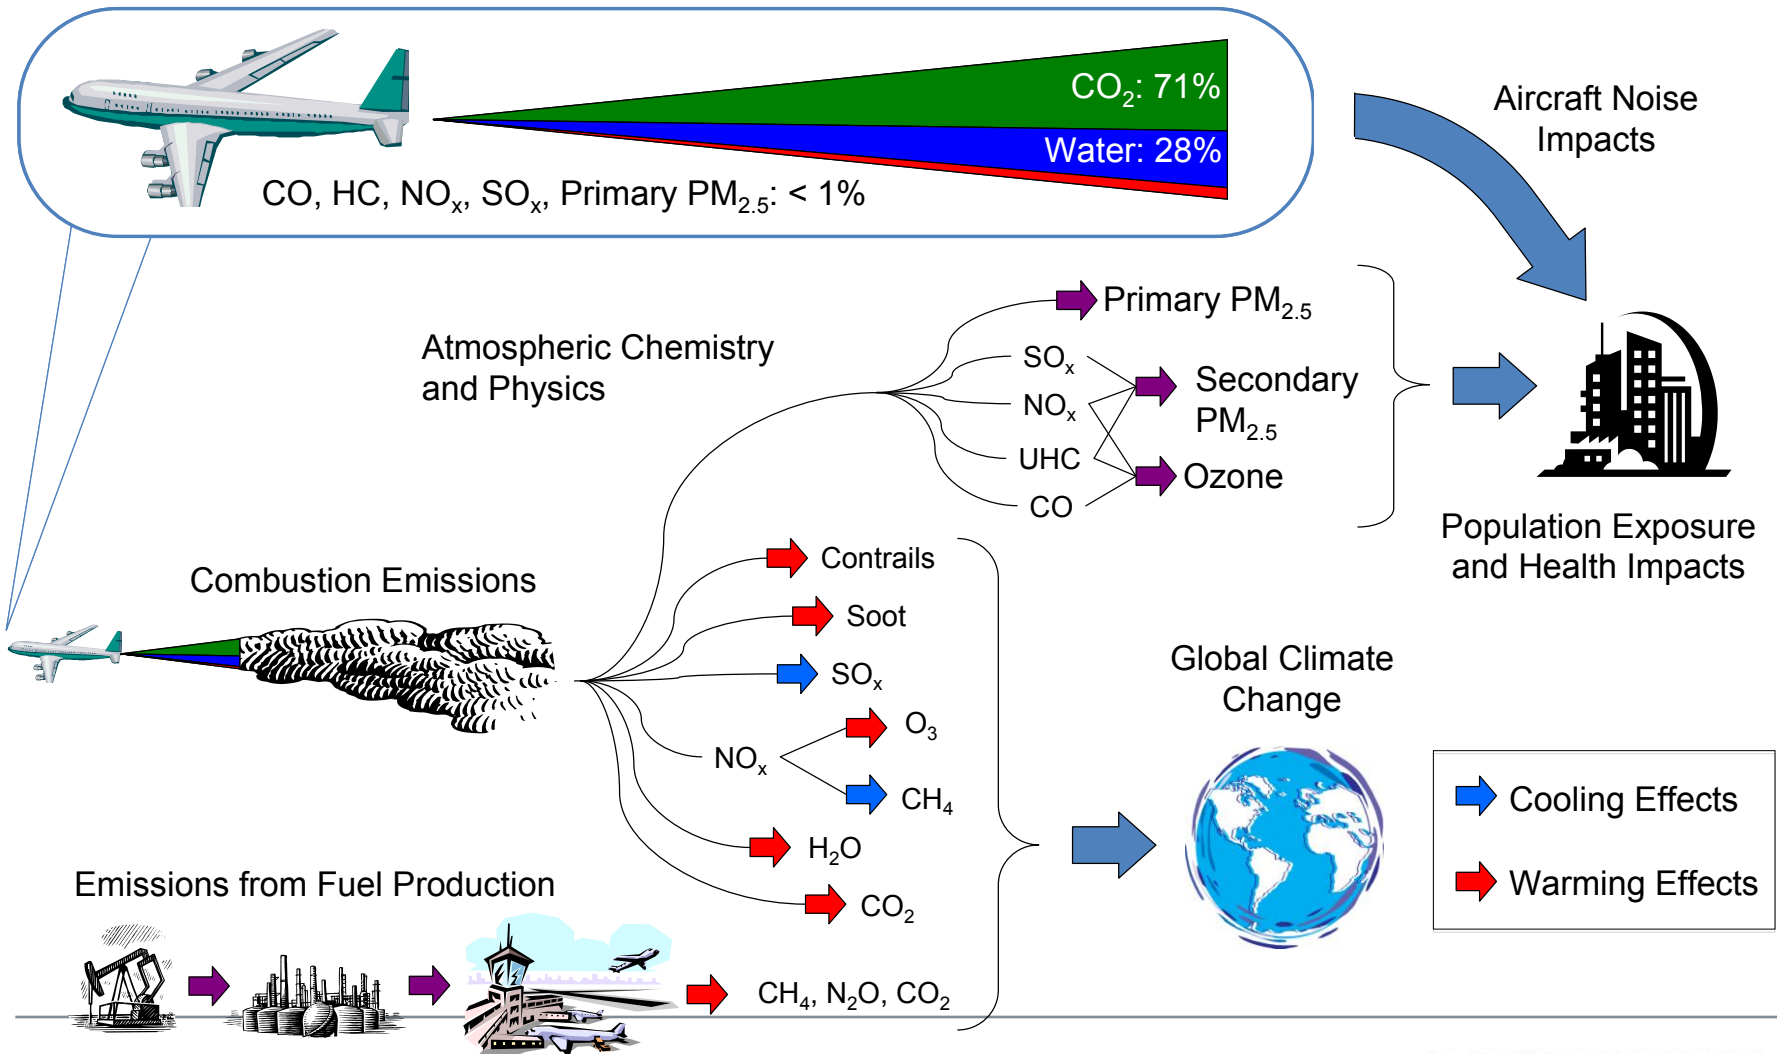 CO₂: 71%
Water: 28%
CO, HC, NOₓ, SOₓ, Primary PM₂.₅: < 1%
Aircraft Noise
Impacts
Atmospheric Chemistry
and Physics
Primary PM₂.₅
SOₓ
NOₓ
UHC
CO
Secondary
PM₂.₅
Ozone
Population Exposure
and Health Impacts
Combustion Emissions
Contrails
Soot
SOₓ
NOₓ
O₃
CH₄
H₂O
CO₂
Global Climate
Change
Cooling Effects
Warming Effects
Emissions from Fuel Production
CH₄, N₂O, CO₂